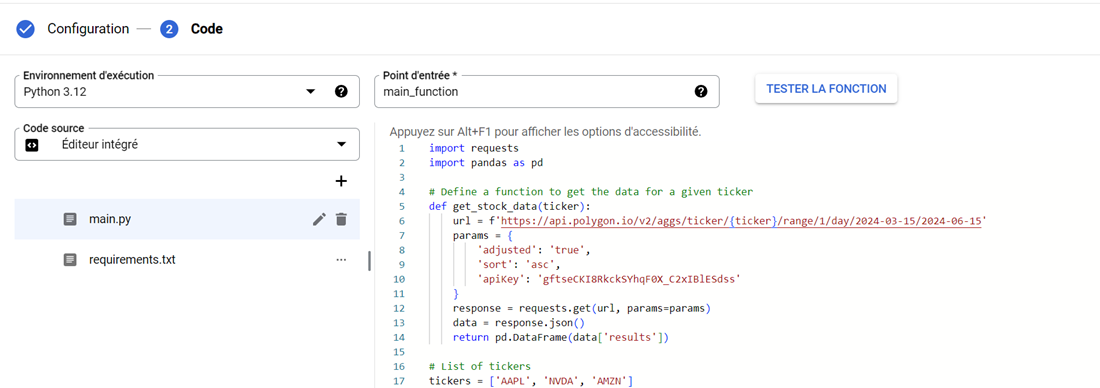 Configuration — 2 Code
Environnement d'exécution
Python 3.12
Point d'entrée *
main_function
TESTER LA FONCTION
Code source
Éditeur intégré
main.py
requirements.txt
Appuyez sur Alt+F1 pour afficher les options d'accessibilité.
1 import requests
2 import pandas as pd
3
4 # Define a function to get the data for a given ticker
5 def get_stock_data(ticker):
6     url = f'https://api.polygon.io/v2/aggs/ticker/{ticker}/range/1/day/2024-03-15/2024-06-15'
7     params = {
8         'adjusted': 'true',
9         'sort': 'asc',
10         'apiKey': 'gftseCKI8RkckSYhqF0X_C2xIBlESdss'
11     }
12     response = requests.get(url, params=params)
13     data = response.json()
14     return pd.DataFrame(data['results'])
15
16 # List of tickers
17 tickers = ['AAPL', 'NVDA', 'AMZN']